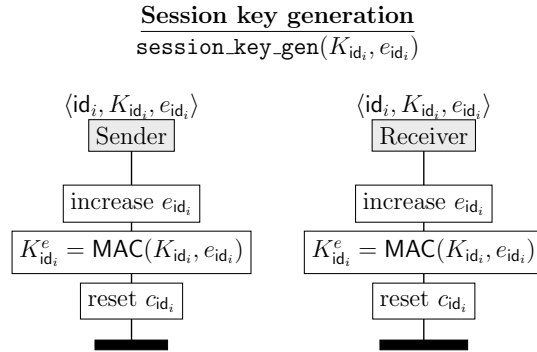 Session key generation
session_key_gen(K_{id_i}, e_{id_i})
⟨id_i, K_{id_i}, e_{id_i}⟩ ⟨id_i, K_{id_i}, e_{id_i}⟩
Sender Receiver
increase e_{id_i} increase e_{id_i}
K^e_{id_i} = MAC(K_{id_i}, e_{id_i}) K^e_{id_i} = MAC(K_{id_i}, e_{id_i})
reset c_{id_i} reset c_{id_i}